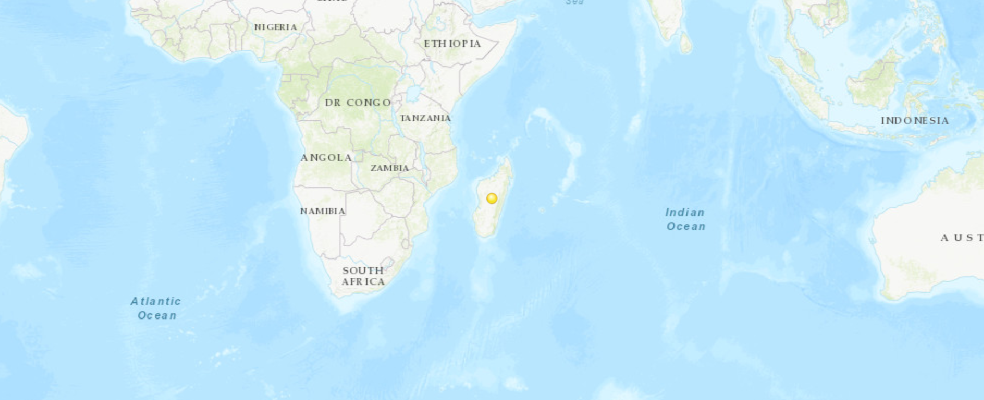 NIGERIA
ETHIOPIA
DR CONGO
TANZANIA
INDONESIA
ANGOLA
ZAMBIA
NAMIBIA
Indian
Ocean
AUST
SOUTH
AFRICA
Atlantic
Ocean